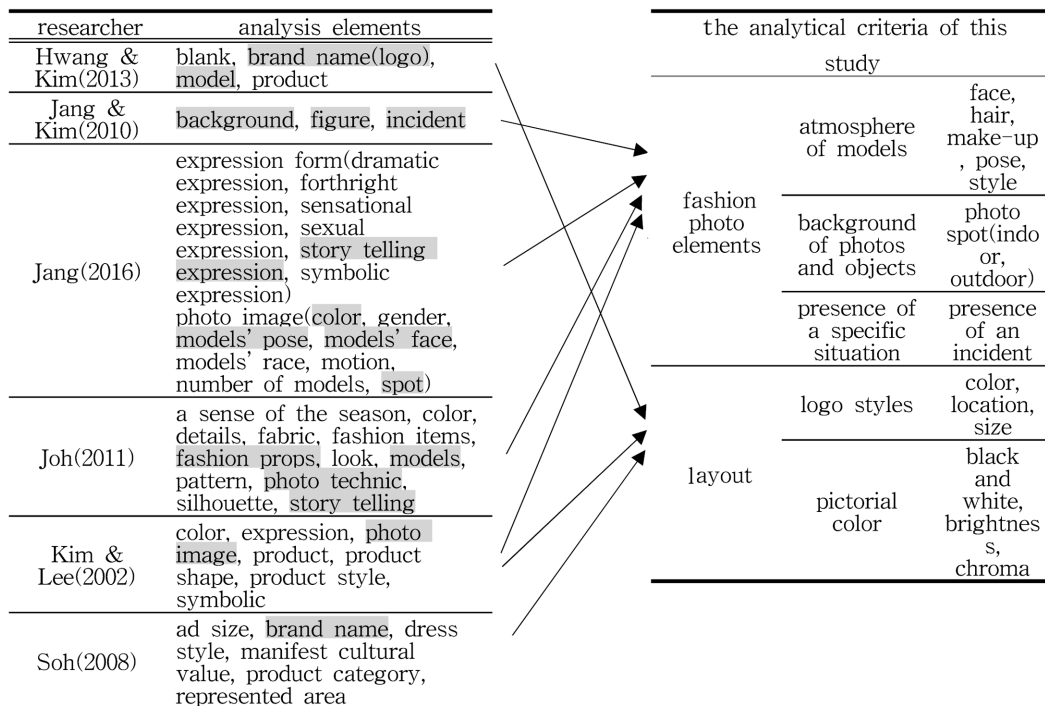 researcher
analysis elements
Hwang &
Kim(2013)
blank, brand name(logo),
model, product
Jang &
Kim(2010)
background, figure, incident
Jang(2016)
expression form(dramatic
expression, forthright
expression, sensational
expression, sexual
expression, story telling
expression, symbolic
expression)
photo image(color, gender,
models' pose, models' face,
models' race, motion,
number of models, spot)
Joh(2011)
a sense of the season, color,
details, fabric, fashion items,
fashion props, look, models,
pattern, photo technic,
silhouette, story telling
Kim &
Lee(2002)
color, expression, photo
image, product, product
shape, product style,
symbolic
Soh(2008)
ad size, brand name, dress
style, manifest cultural
value, product category,
represented area
the analytical criteria of this
study
fashion
photo
elements
atmosphere
of models
face,
hair,
make-up
, pose,
style
background
of photos
and objects
photo
spot(indo
or,
outdoor)
presence of
a specific
situation
presence
of an
incident
layout
logo styles
color,
location,
size
pictorial
color
black
and
white,
brightnes
s,
chroma